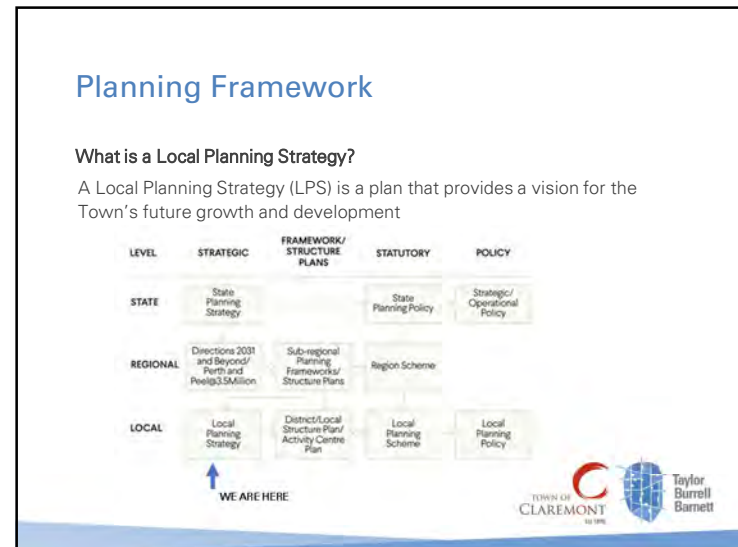 Planning Framework
What is a Local Planning Strategy?
A Local Planning Strategy (LPS) is a plan that provides a vision for the
Town's future growth and development
LEVEL
STRATEGIC
FRAMEWORK/
STRUCTURE
PLANS
STATUTORY
POLICY
STATE
State
Planning
Strategy
State
Planning Policy
Strategic/
Operational
Policy
REGIONAL
Directions 2031
and Beyond/
Perth and
Peel@3.5Million
Sub-regional
Planning
Frameworks/
Structure Plans
Region Scheme
LOCAL
Local
Planning
Strategy
District/Local
Structure Plan/
Activity Centre
Plan
Local
Planning
Scheme
Local
Planning
Policy
WE ARE HERE
TOWN OF
CLAREMONT
Taylor
Burrell
Barnett